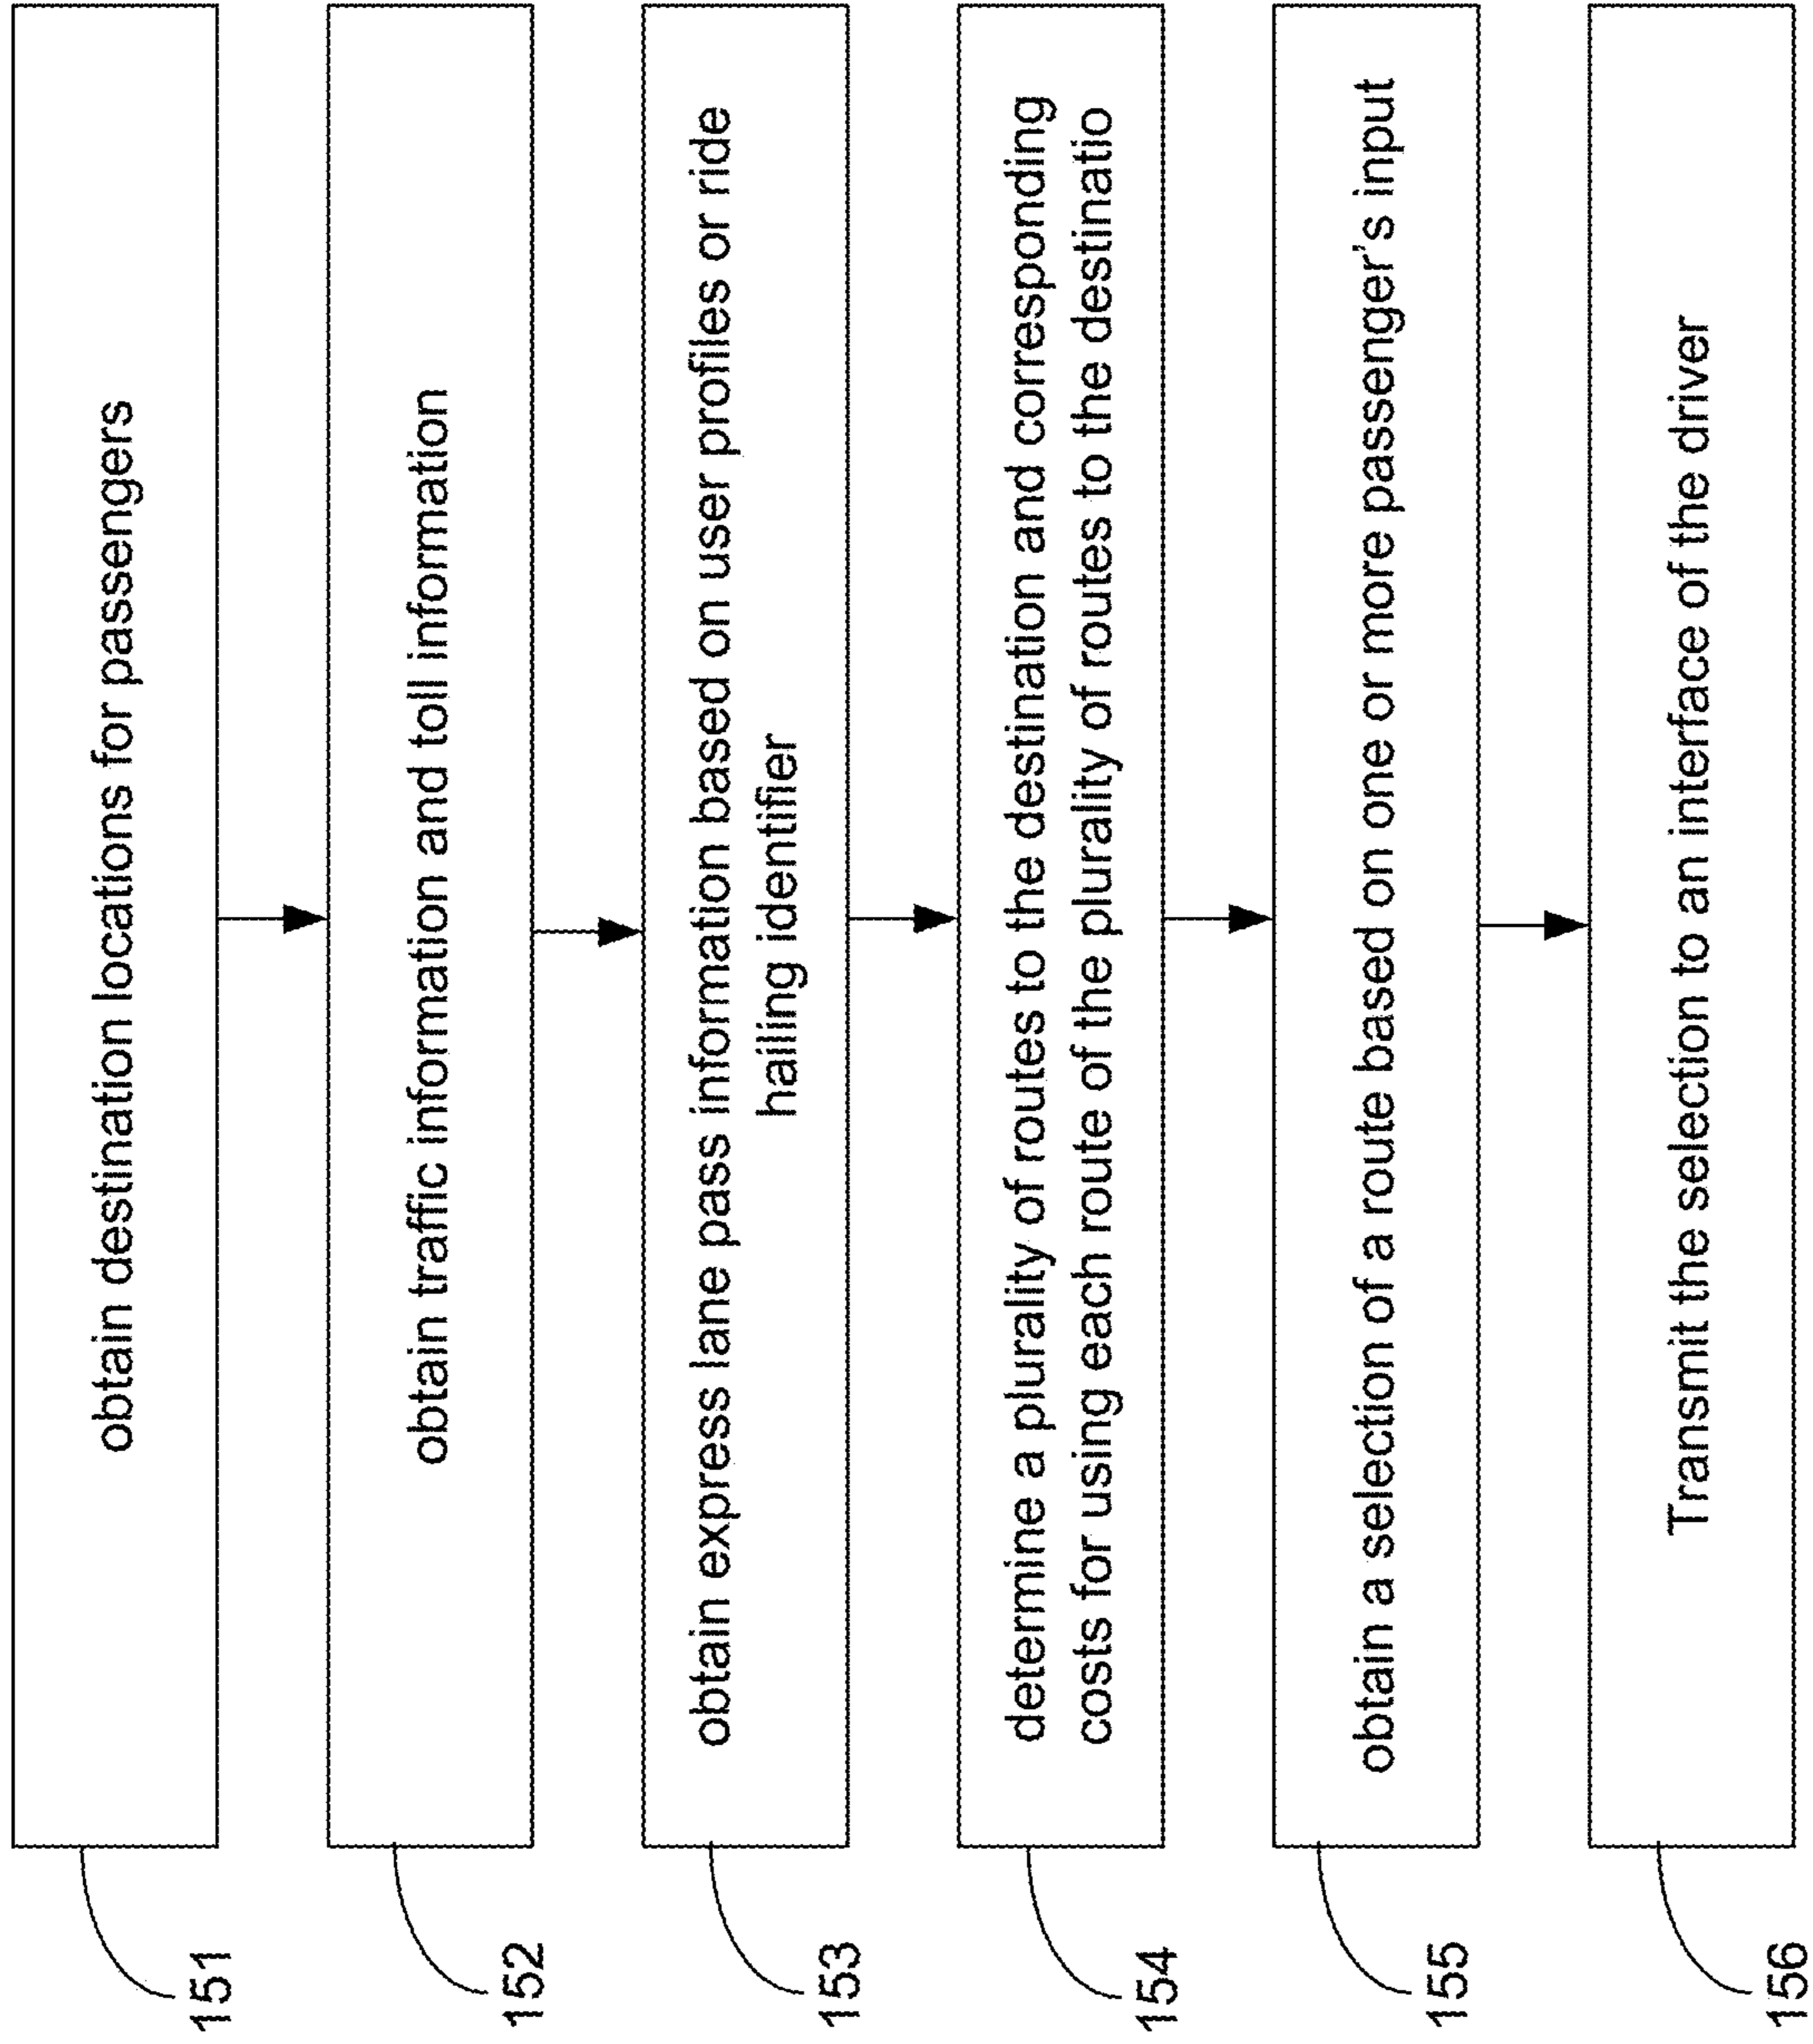 obtain destination locations for passengers
151
obtain traffic information and toll information
152
obtain express lane pass information based on user profiles or ride
hailing identifier
153
determine a plurality of routes to the destination and corresponding
costs for using each route of the plurality of routes to the destinatio
154
obtain a selection of a route based on one or more passenger's input
155
Transmit the selection to an interface of the driver
156